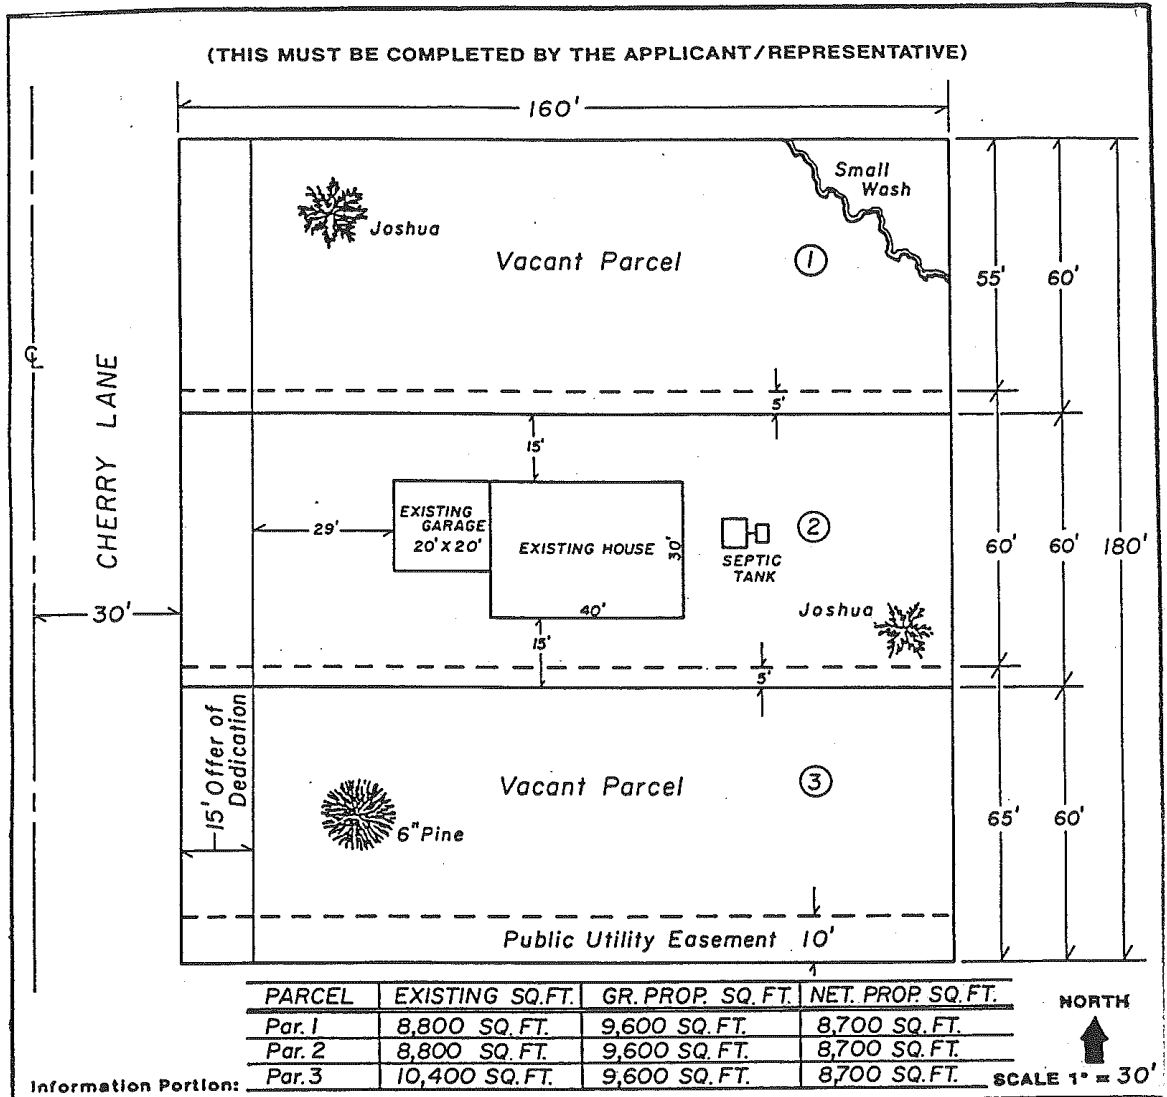 (THIS MUST BE COMPLETED BY THE APPLICANT/REPRESENTATIVE)
160'
Small
Wash
Joshua
Vacant Parcel
1
55'
60'
℄
CHERRY LANE
5'
15'
29'
EXISTING
GARAGE
20' X 20'
EXISTING HOUSE
30'
40'
SEPTIC
TANK
2
60'
60'
180'
30'
Joshua
15'
5'
15' Offer of
Dedication
Vacant Parcel
3
6" Pine
65'
60'
Public Utility Easement 10'
PARCEL EXISTING SQ.FT. GR. PROP. SQ. FT. NET. PROP. SQ. FT.
Par. 1 8,800 SQ. FT. 9,600 SQ. FT. 8,700 SQ. FT.
Par. 2 8,800 SQ. FT. 9,600 SQ. FT. 8,700 SQ. FT.
Par. 3 10,400 SQ. FT. 9,600 SQ. FT. 8,700 SQ. FT.
Information Portion:
NORTH
SCALE 1" = 30'